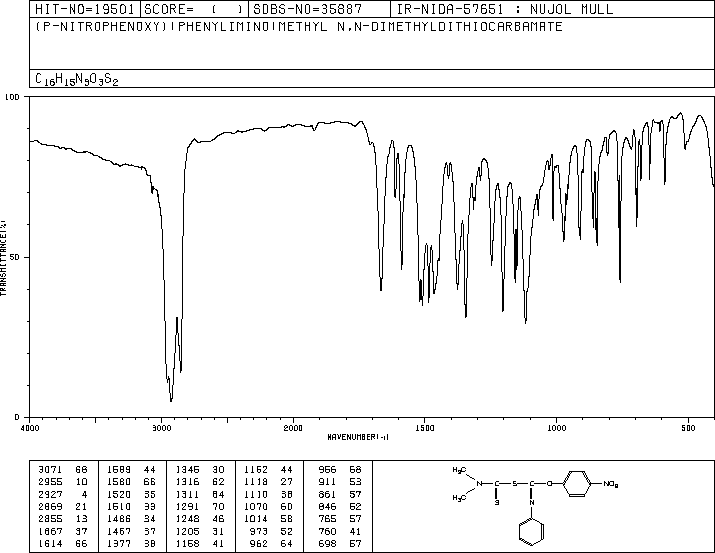 HIT-NO=19501 SCORE= ( ) SDBS-NO=35887 IR-NIDA-57651 : NUJOL MULL
(P-NITROPHENOXY)(PHENYLIMINO)METHYL N,N-DIMETHYLDITHIOCARBAMATE
C16H15N3O3S2
100
50
0
TRANSMITTANCE(%)
4000 3000 2000 1500 1000 500
WAVENUMBER(-1)
3071 68 1589 44 1345 30 1152 44 956 58
2955 10 1580 66 1316 62 1118 27 911 53
2927 4 1520 35 1311 64 1110 38 861 57
2869 21 1510 33 1291 70 1070 60 846 52
2855 13 1486 34 1248 46 1014 58 765 57
1667 37 1467 37 1205 31 973 52 760 41
1614 66 1377 38 1158 41 962 64 698 57
H3C
N C S C O NO2
H3C
S N